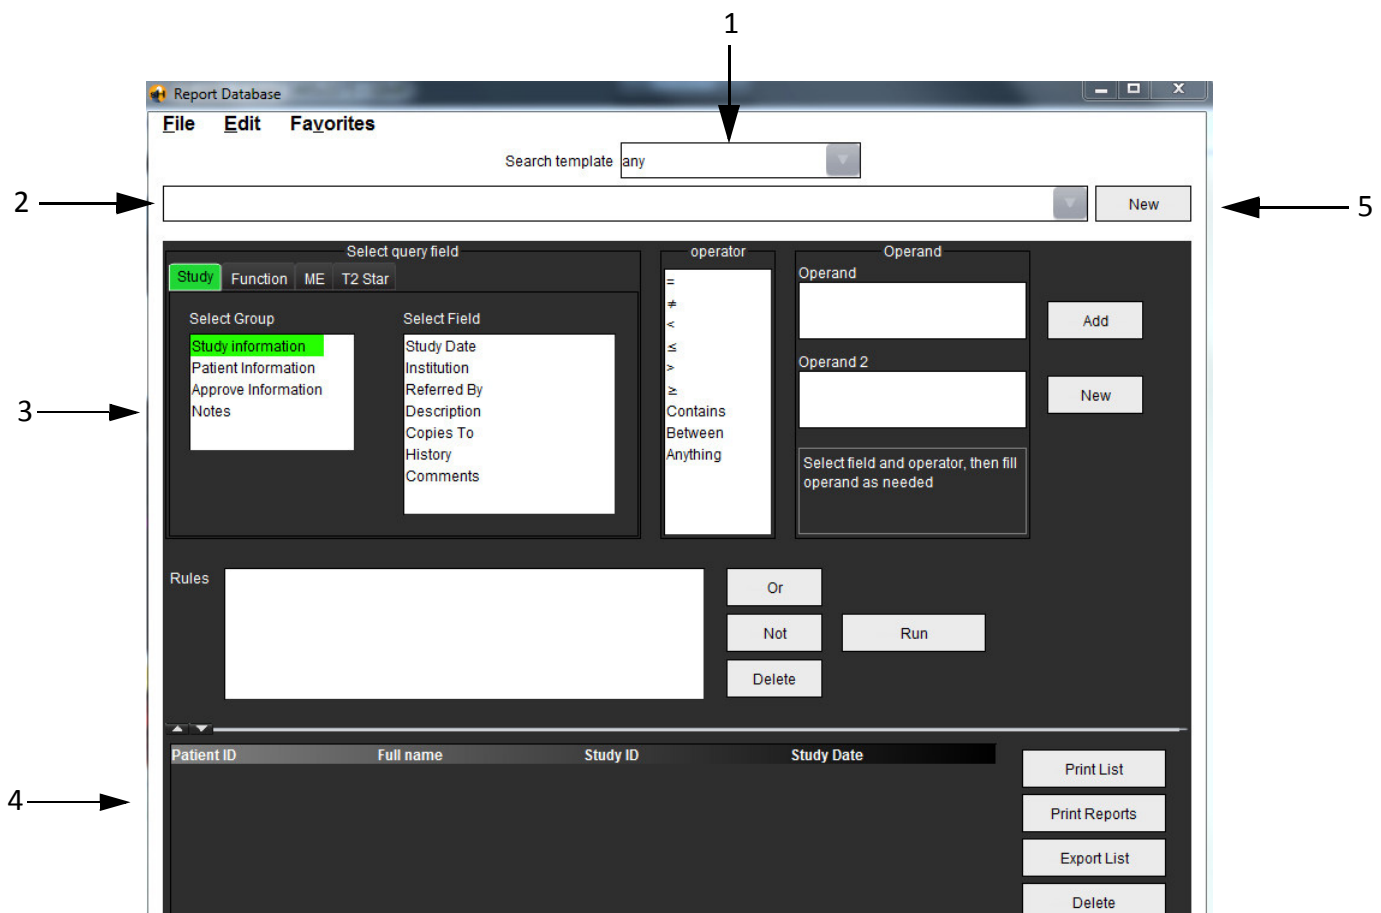 1
Report Database
File Edit Favorites
Search template any
2
New
5
Select query field
operator
Operand
Study Function ME T2 Star
Select Group
Study information
Patient Information
Approve Information
Notes
Select Field
Study Date
Institution
Referred By
Description
Copies To
History
Comments
=
≠
<
≤
>
≥
Contains
Between
Anything
Operand
Operand 2
Select field and operator, then fill
operand as needed
Add
New
3
Rules
Or
Not
Delete
Run
Patient ID Full name Study ID Study Date
4
Print List
Print Reports
Export List
Delete